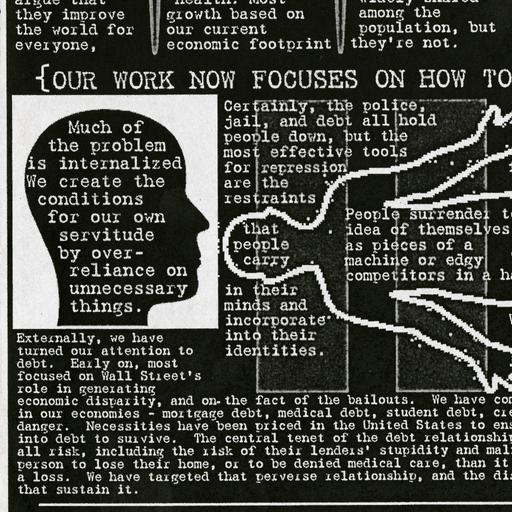 argue that
they improve
the world for
everyone,
health. Most
growth based on
our current
economic footprint
widely shared
among the
population, but
they're not.
{OUR WORK NOW FOCUSES ON HOW TO
Much of
the problem
is internalized
We create the
conditions
for our own
servitude
by over-
reliance on
unnecessary
things.
Certainly, the police,
jail, and debt all hold
people down, but the
most effective tools
for repression
are the
restraints
that
people
carry
in their
minds and
incorporate
into their
identities.
People surrender
idea of themselves
as pieces of a
machine or edgy
competitors in a
Externally, we have
turned our attention to
debt. Early on, most
focused on Wall Street's
role in generating
economic disparity, and on the fact of the bailouts. We have
in our economies - mortgage debt, medical debt, student debt,
danger. Necessities have been priced in the United States to
into debt to survive. The central tenet of the debt relationship
all risk, including the risk of their lenders' stupidity and
person to lose their home, or to be denied medical care, than it
a loss. We have targeted that perverse relationship, and the
that sustain it.